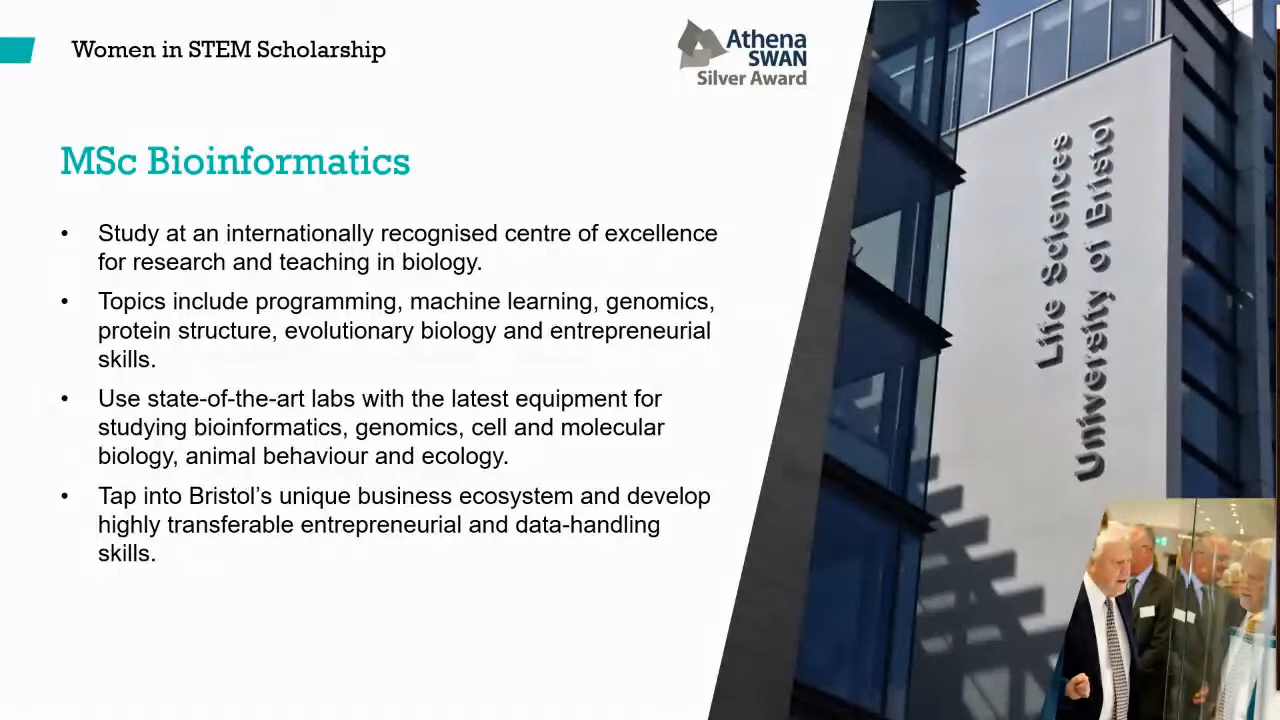 Women in STEM Scholarship
Athena
SWAN
Silver Award
MSc Bioinformatics
• Study at an internationally recognised centre of excellence
for research and teaching in biology.
• Topics include programming, machine learning, genomics,
protein structure, evolutionary biology and entrepreneurial
skills.
• Use state-of-the-art labs with the latest equipment for
studying bioinformatics, genomics, cell and molecular
biology, animal behaviour and ecology.
• Tap into Bristol’s unique business ecosystem and develop
highly transferable entrepreneurial and data-handling
skills.
Life Sciences
University of Bristol